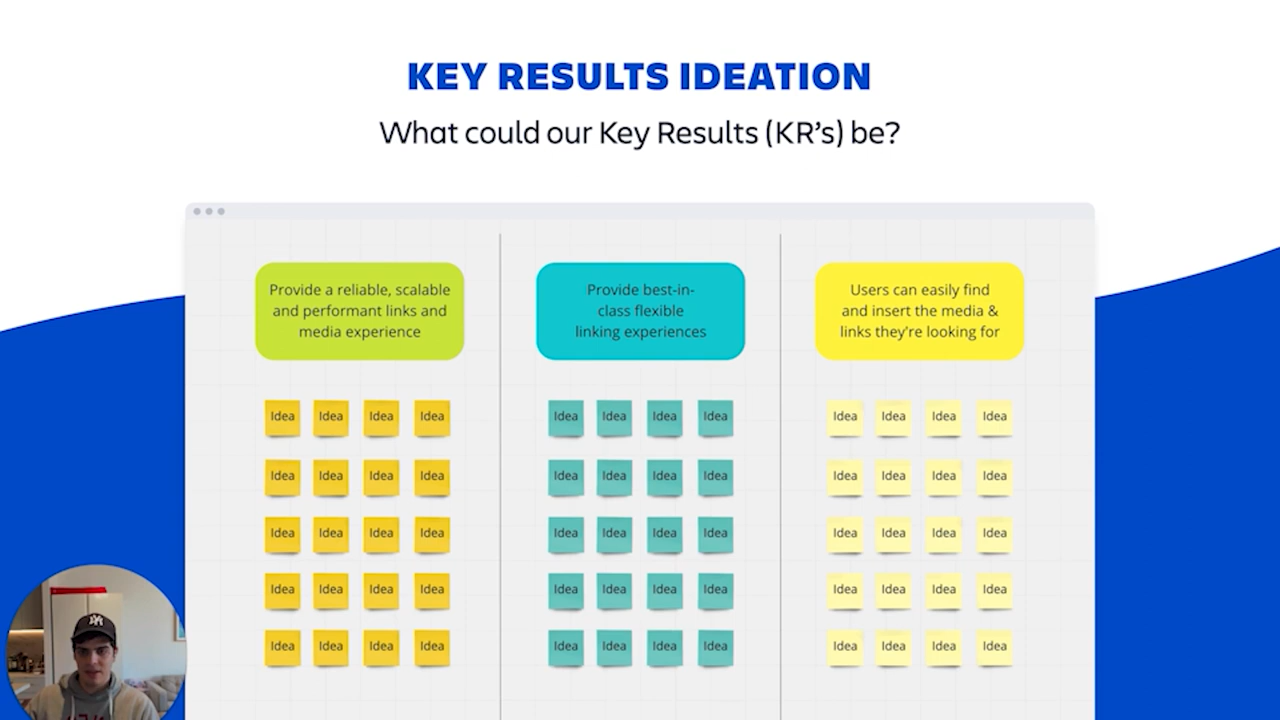 KEY RESULTS IDEATION
What could our Key Results (KR's) be?
Provide a reliable, scalable
and performant links and
media experience
Provide best-in-
class flexible
linking experiences
Users can easily find
and insert the media &
links they're looking for
Idea Idea Idea Idea Idea Idea Idea Idea Idea Idea Idea Idea
Idea Idea Idea Idea Idea Idea Idea Idea Idea Idea Idea Idea
Idea Idea Idea Idea Idea Idea Idea Idea Idea Idea Idea Idea
Idea Idea Idea Idea Idea Idea Idea Idea Idea Idea Idea Idea
Idea Idea Idea Idea Idea Idea Idea Idea Idea Idea Idea Idea